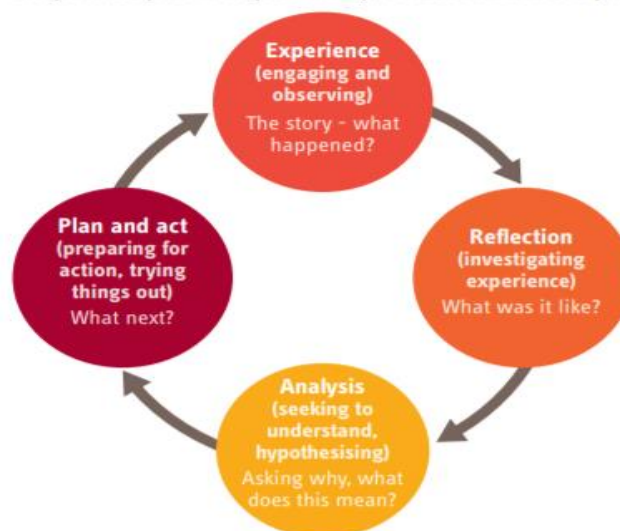 Experience
(engaging and
observing)
The story - what
happened?
Reflection
(investigating
experience)
What was it like?
Analysis
(seeking to
understand,
hypothesising)
Asking why, what
does this mean?
Plan and act
(preparing for
action, trying
things out)
What next?